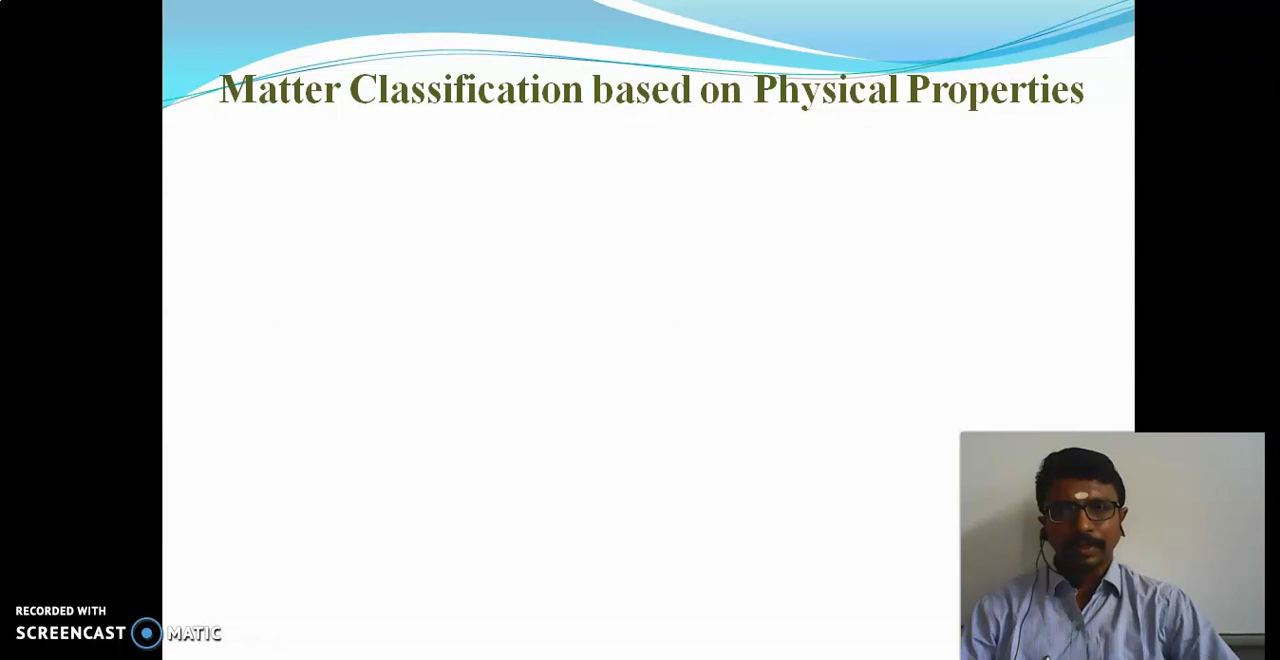 Matter Classification based on Physical Properties
RECORDED WITH
SCREENCAST MATIC